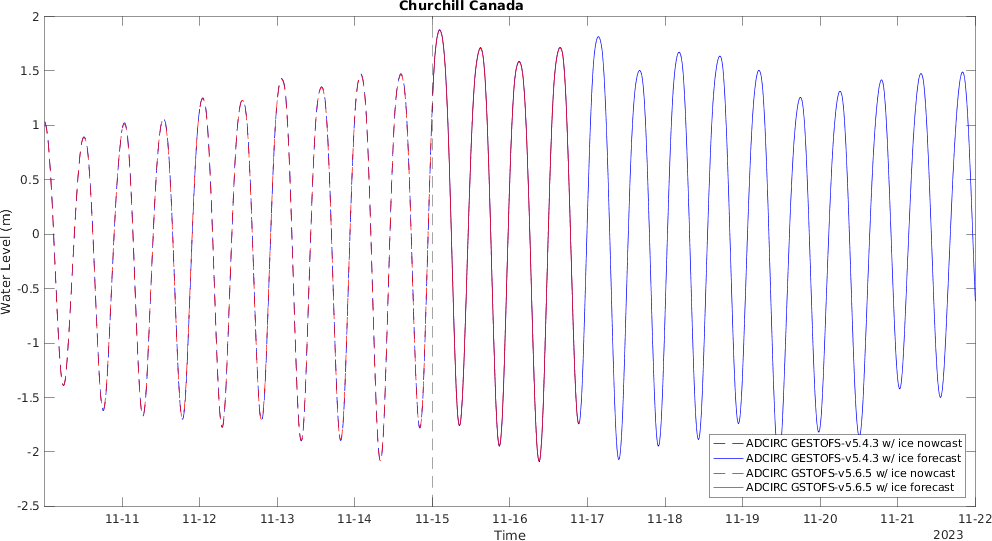 Churchill Canada
Water Level (m)
2
1.5
1
0.5
0
-0.5
-1
-1.5
-2
-2.5
ADCIRC GESTOFS-v5.4.3 w/ ice nowcast
ADCIRC GESTOFS-v5.4.3 w/ ice forecast
ADCIRC GSTOFS-v5.6.5 w/ ice nowcast
ADCIRC GSTOFS-v5.6.5 w/ ice forecast
11-11 11-12 11-13 11-14 11-15 11-16 11-17 11-18 11-19 11-20 11-21 11-22
Time
2023